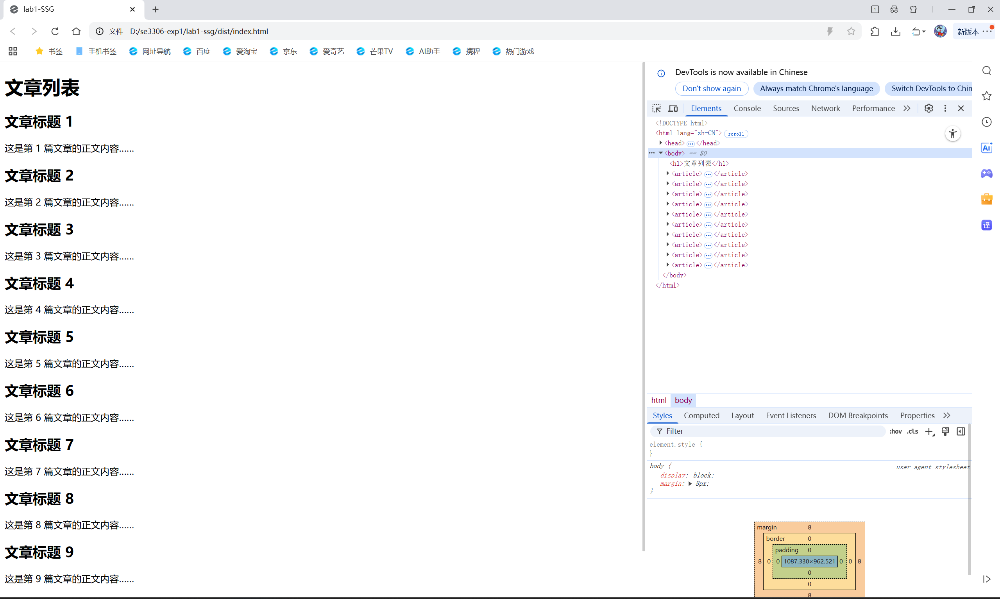 lab1-SSG
1
文件 D:/se3306-exp1/lab1-ssg/dist/index.html
1
新版本
书签 手机书签 网址导航 百度 爱淘宝 京东 爱奇艺 芒果TV AI助手 携程 热门游戏
文章列表
文章标题 1
这是第 1 篇文章的正文内容……
文章标题 2
这是第 2 篇文章的正文内容……
文章标题 3
这是第 3 篇文章的正文内容……
文章标题 4
这是第 4 篇文章的正文内容……
文章标题 5
这是第 5 篇文章的正文内容……
文章标题 6
这是第 6 篇文章的正文内容……
文章标题 7
这是第 7 篇文章的正文内容……
文章标题 8
这是第 8 篇文章的正文内容……
文章标题 9
这是第 9 篇文章的正文内容……
DevTools is now available in Chinese
Don't show again Always match Chrome's language Switch DevTools to Chin
Elements Console Sources Network Performance
<!DOCTYPE html>
<html lang="zh-CN"> scroll
<head> … </head>
<body> == $0
<h1>文章列表</h1>
<article> … </article>
<article> … </article>
<article> … </article>
<article> … </article>
<article> … </article>
<article> … </article>
<article> … </article>
<article> … </article>
<article> … </article>
<article> … </article>
</body>
</html>
html body
Styles Computed Layout Event Listeners DOM Breakpoints Properties
Filter :hov .cls
element.style {
}
body { user agent stylesheet
display: block;
margin: 8px;
}
margin 8
border 0
padding 0
8 0 0 1087.330×962.521 0 0 8
0
0
8
Ai
译